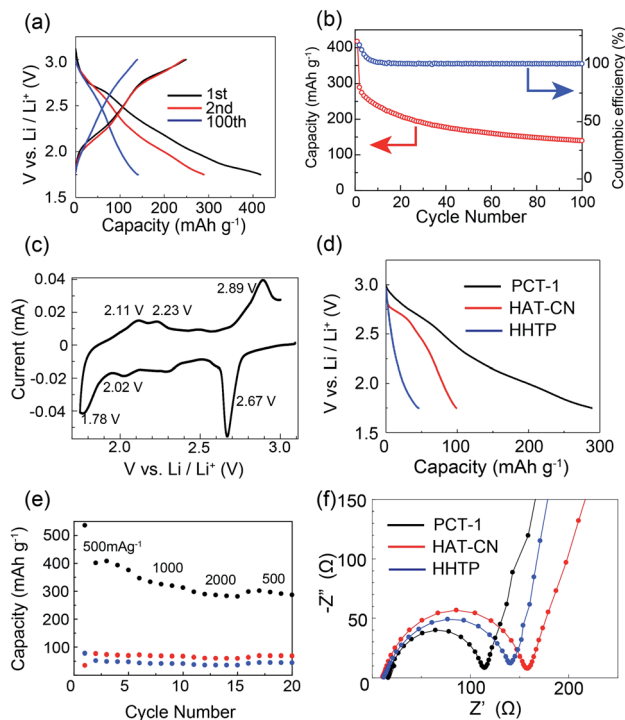 (a)
V vs. Li / Li⁺ (V)
3.5
3.0
2.5
2.0
1.5
1st
2nd
100th
0 100 200 300 400
Capacity (mAh g⁻¹)
(b)
Capacity (mAh g⁻¹)
400
350
300
250
200
150
100
50
0
100
50
0
Coulombic efficiency (%)
0 20 40 60 80 100
Cycle Number
(c)
Current (mA)
0.04
0.02
0
-0.02
-0.04
2.11 V
2.23 V
2.89 V
2.02 V
1.78 V
2.67 V
2.0 2.5 3.0
V vs. Li / Li⁺ (V)
(d)
V vs. Li / Li⁺ (V)
3.5
3.0
2.5
2.0
1.5
PCT-1
HAT-CN
HHTP
0 100 200 300
Capacity (mAh g⁻¹)
(e)
Capacity (mAh g⁻¹)
500
400
300
200
100
0
500mAg⁻¹
1000
2000
500
0 5 10 15 20
Cycle Number
(f)
-Z'' (Ω)
150
100
50
0
PCT-1
HAT-CN
HHTP
0 100 200
Z' (Ω)